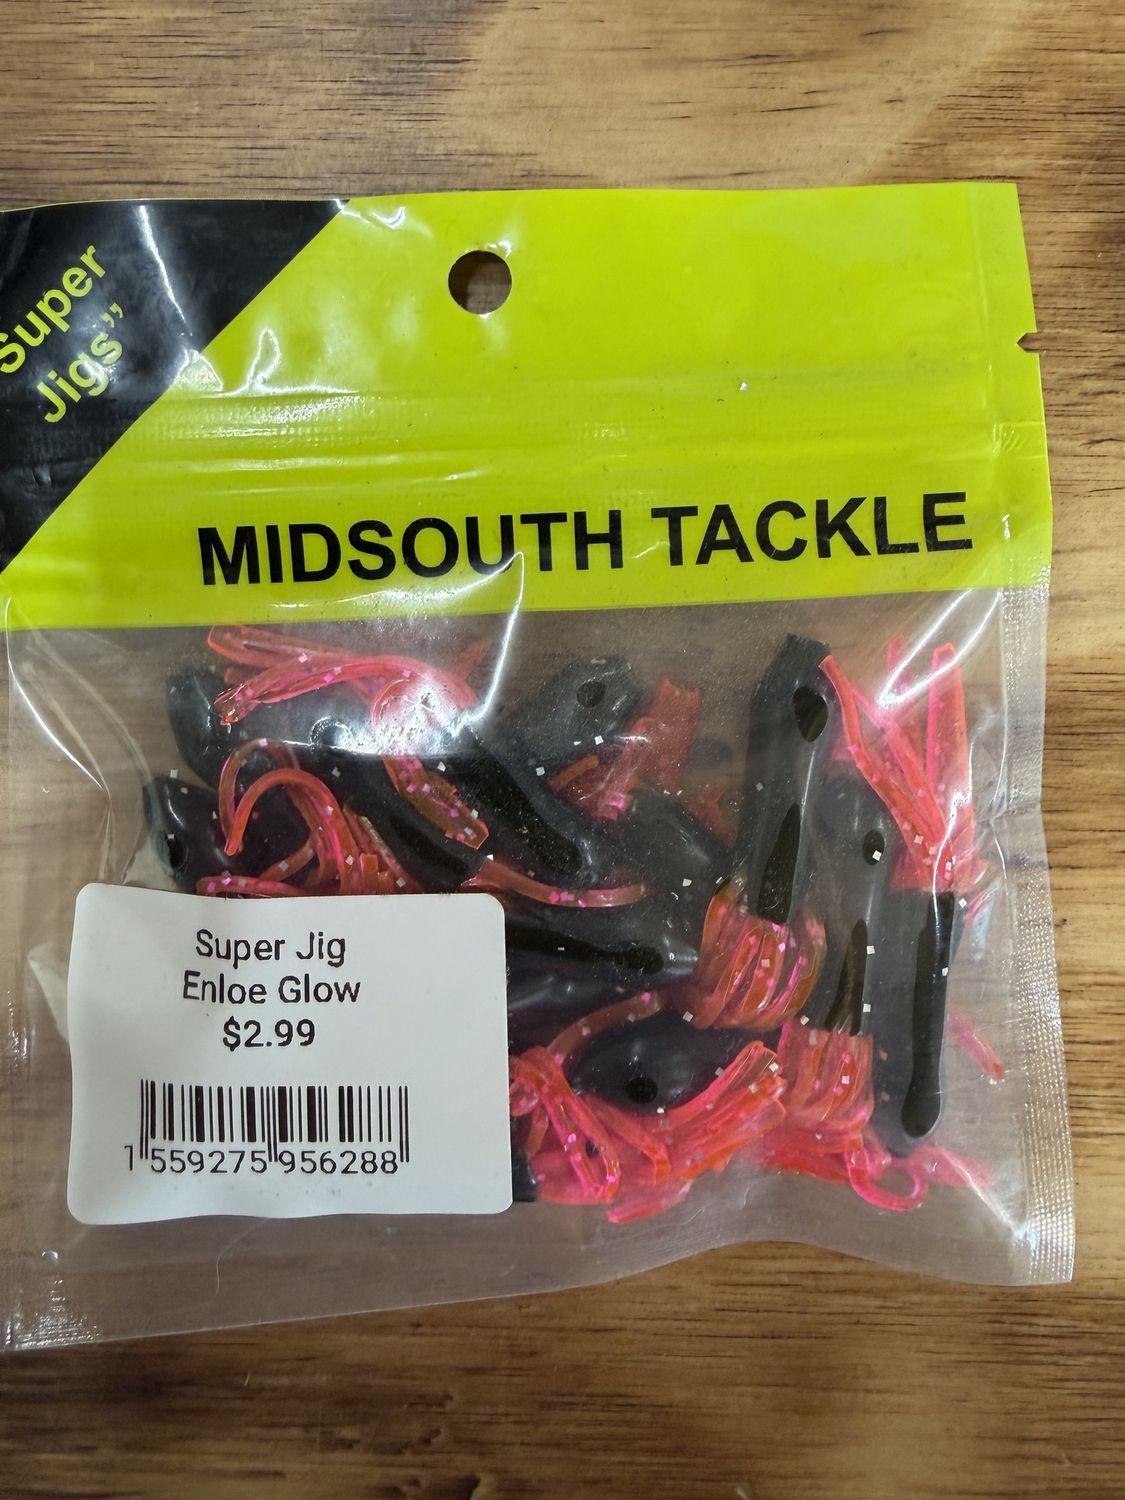 Super
Jigs”
MIDSOUTH TACKLE
Super Jig
Enloe Glow
$2.99
1 559275 956288